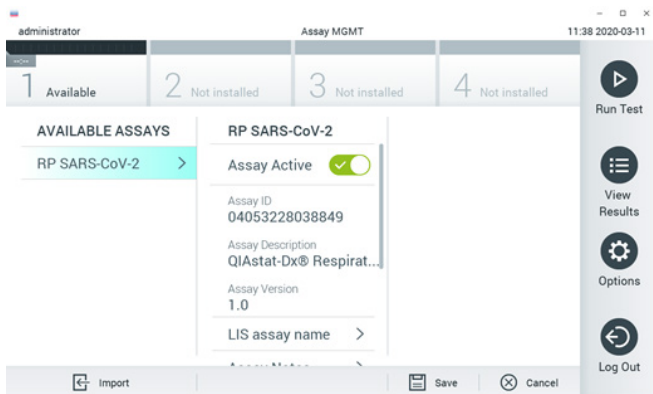 administrator Assay MGMT 11:38 2020-03-11
1 Available 2 Not installed 3 Not installed 4 Not installed
Run Test
AVAILABLE ASSAYS
RP SARS-CoV-2
RP SARS-CoV-2
Assay Active
Assay ID
04053228038849
Assay Description
QIAstat-Dx® Respirat...
Assay Version
1.0
LIS assay name
Assay Notes
View
Results
Options
Log Out
Import Save Cancel